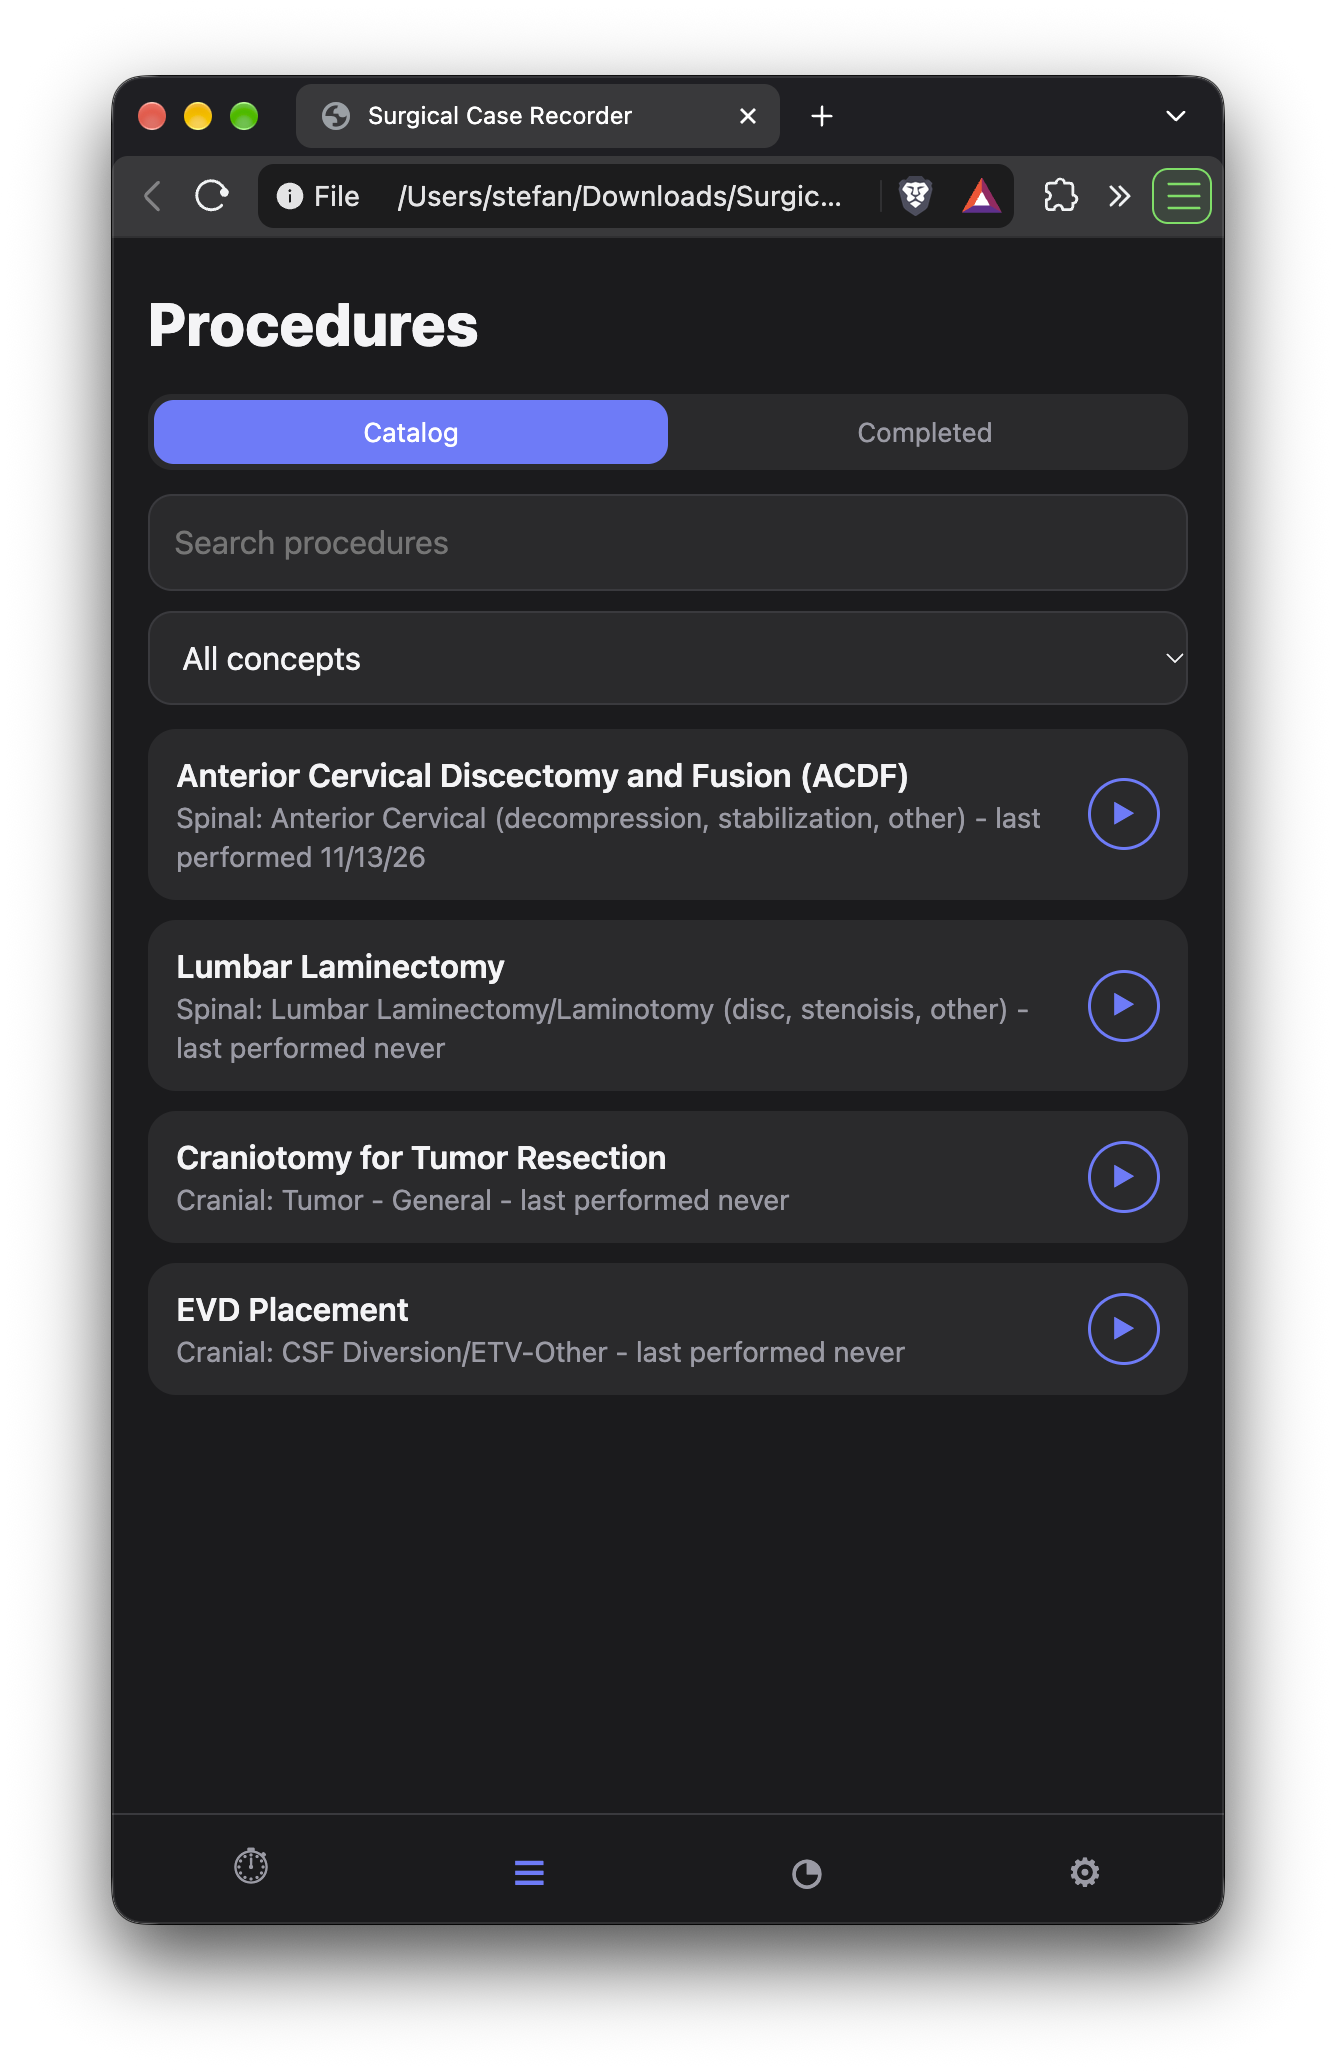 Surgical Case Recorder
File /Users/stefan/Downloads/Surgic...
Procedures
Catalog Completed
Search procedures
All concepts
Anterior Cervical Discectomy and Fusion (ACDF)
Spinal: Anterior Cervical (decompression, stabilization, other) - last
performed 11/13/26
Lumbar Laminectomy
Spinal: Lumbar Laminectomy/Laminotomy (disc, stenoisis, other) -
last performed never
Craniotomy for Tumor Resection
Cranial: Tumor - General - last performed never
EVD Placement
Cranial: CSF Diversion/ETV-Other - last performed never